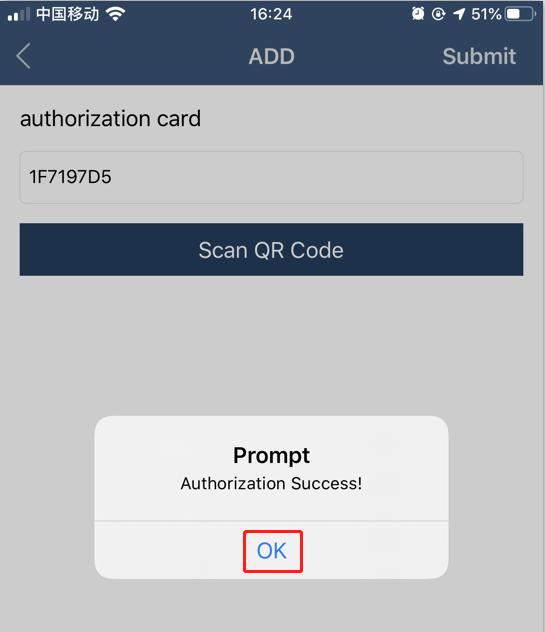 中国移动 16:24 51%
ADD Submit
authorization card
1F7197D5
Scan QR Code
Prompt
Authorization Success!
OK